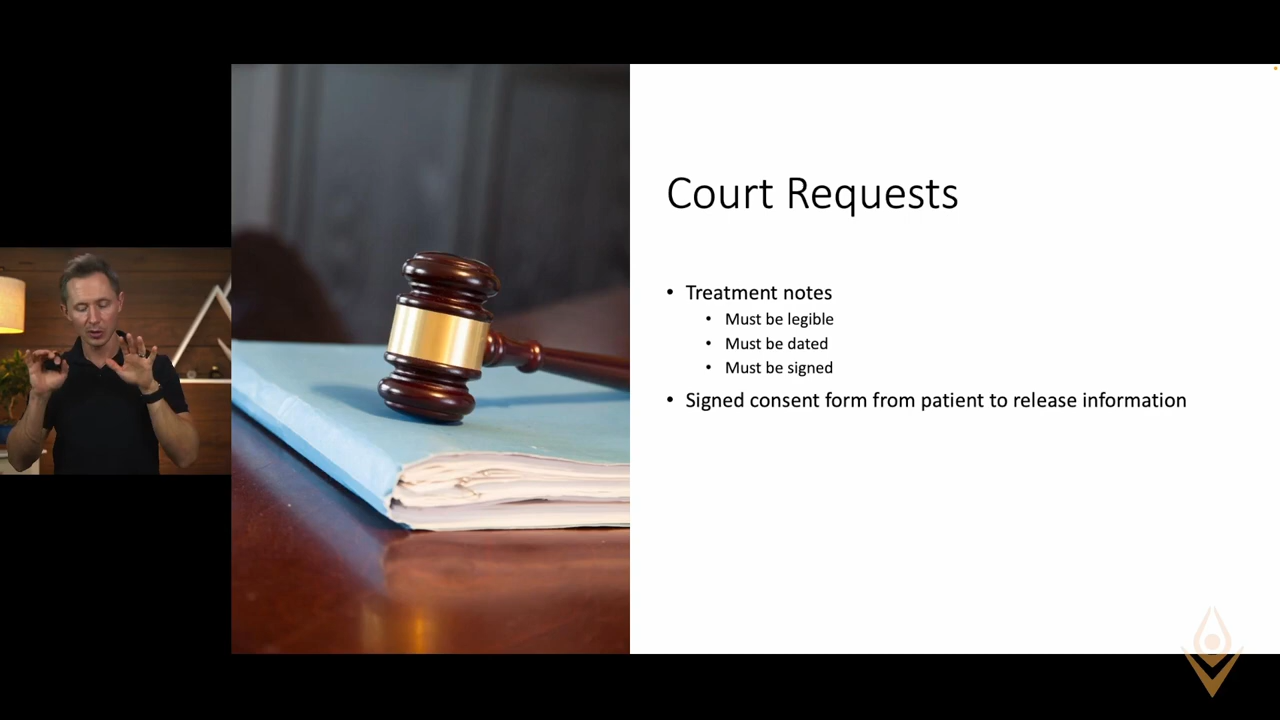 Court Requests
• Treatment notes
• Must be legible
• Must be dated
• Must be signed
• Signed consent form from patient to release information